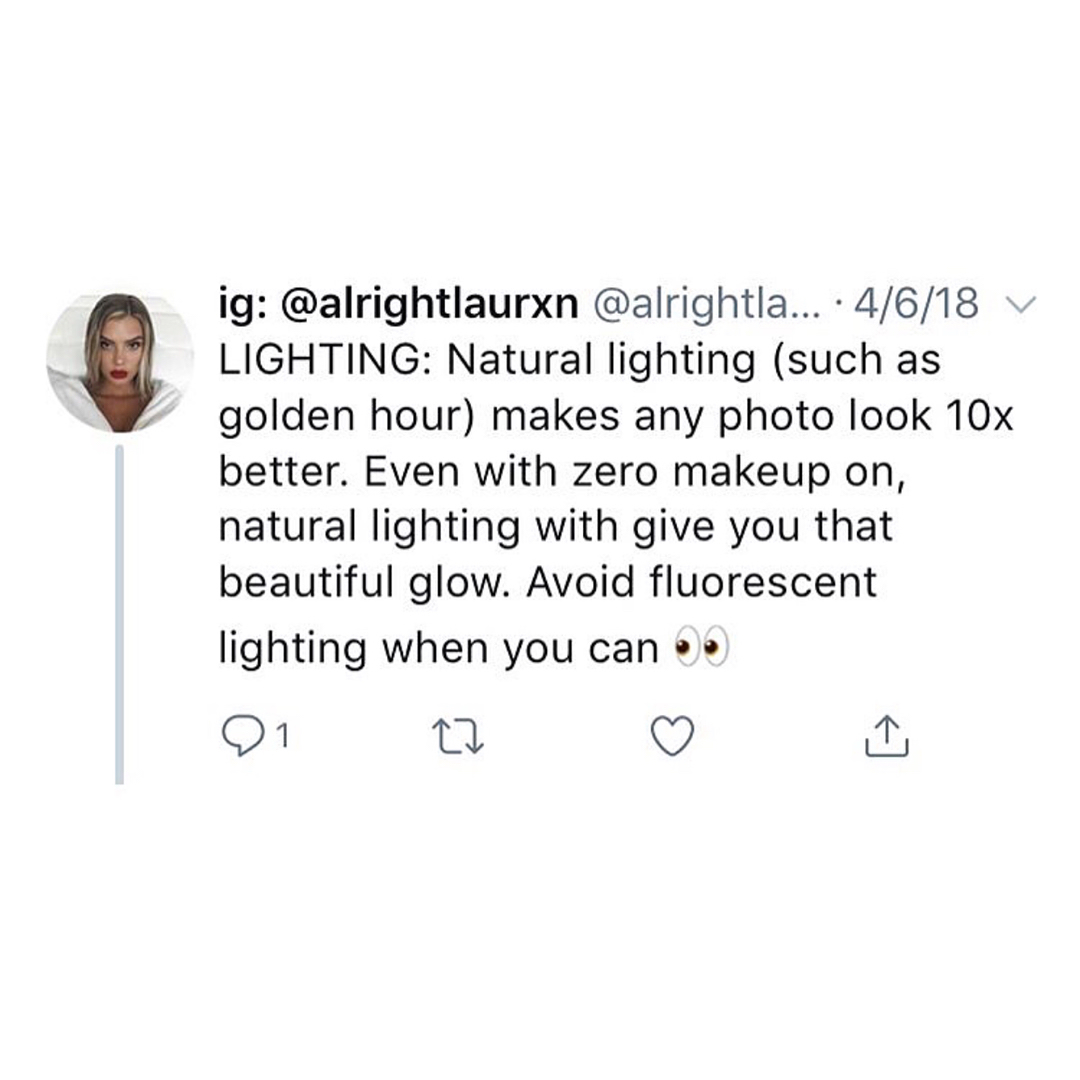 ig: @alrightlaurxn @alrightla... · 4/6/18
LIGHTING: Natural lighting (such as
golden hour) makes any photo look 10x
better. Even with zero makeup on,
natural lighting with give you that
beautiful glow. Avoid fluorescent
lighting when you can 👀
1